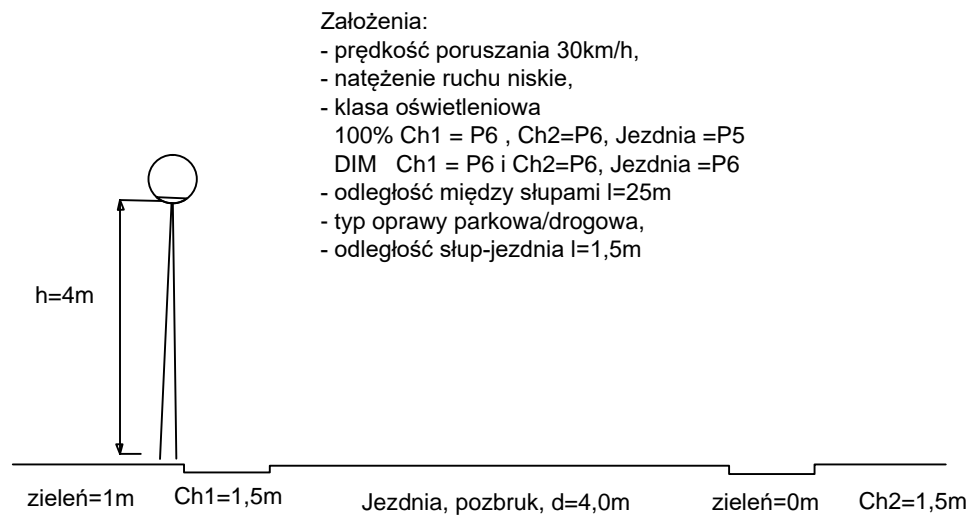 Założenia:
- prędkość poruszania 30km/h,
- natężenie ruchu niskie,
- klasa oświetleniowa
100% Ch1 = P6 , Ch2=P6, Jezdnia =P5
DIM Ch1 = P6 i Ch2=P6, Jezdnia =P6
- odległość między słupami l=25m
- typ oprawy parkowa/drogowa,
- odległość słup-jezdnia l=1,5m
h=4m
zieleń=1m Ch1=1,5m Jezdnia, pozbruk, d=4,0m zieleń=0m Ch2=1,5m